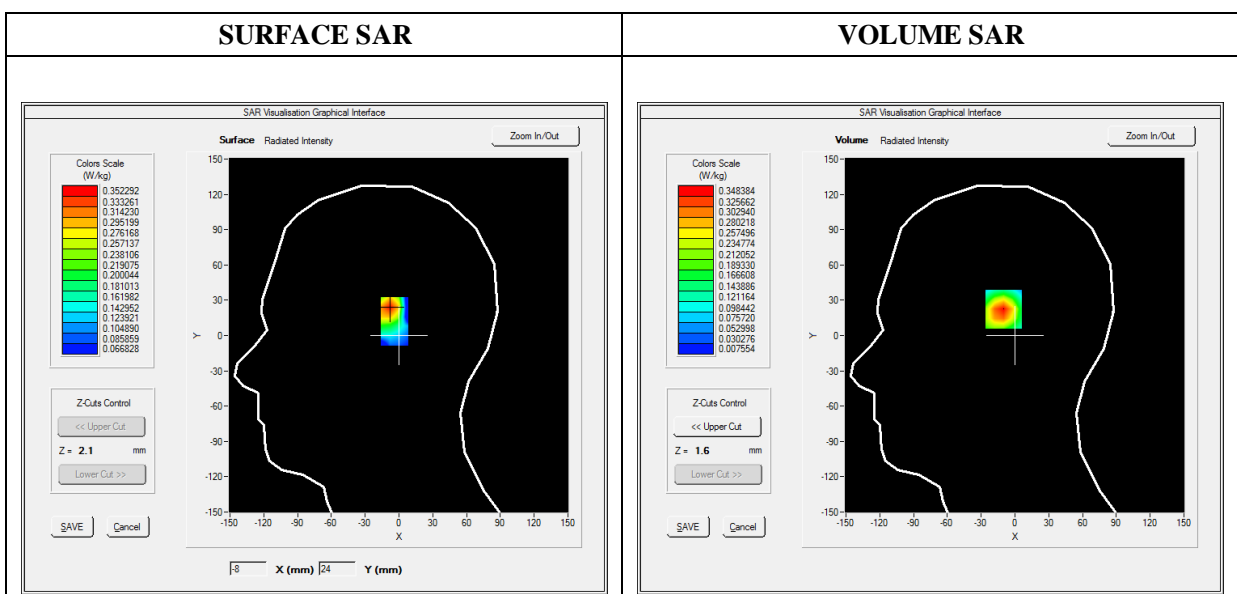 SURFACE SAR
VOLUME SAR
SAR Visualisation Graphical Interface
Surface Radiated Intensity
Zoom In/Out
Colors Scale
(W/kg)
0.352292
0.333261
0.314230
0.295199
0.276168
0.257137
0.238106
0.219075
0.200044
0.181013
0.161982
0.142952
0.123921
0.104890
0.085859
0.066828
Z-Cuts Control
<< Upper Cut
Z = 2.1 mm
Lower Cut >>
SAVE Cancel
150
120
90
60
30
0
-30
-60
-90
-120
-150
Y
-150 -120 -90 -60 -30 0 30 60 90 120 150
X
-8 X (mm) 24 Y (mm)
SAR Visualisation Graphical Interface
Volume Radiated Intensity
Zoom In/Out
Colors Scale
(W/kg)
0.348384
0.325662
0.302940
0.280218
0.257496
0.234774
0.212052
0.189330
0.166608
0.143886
0.121164
0.098442
0.075720
0.052998
0.030276
0.007554
Z-Cuts Control
<< Upper Cut
Z = 1.6 mm
Lower Cut >>
SAVE Cancel
150
120
90
60
30
0
-30
-60
-90
-120
-150
Y
-150 -120 -90 -60 -30 0 30 60 90 120 150
X